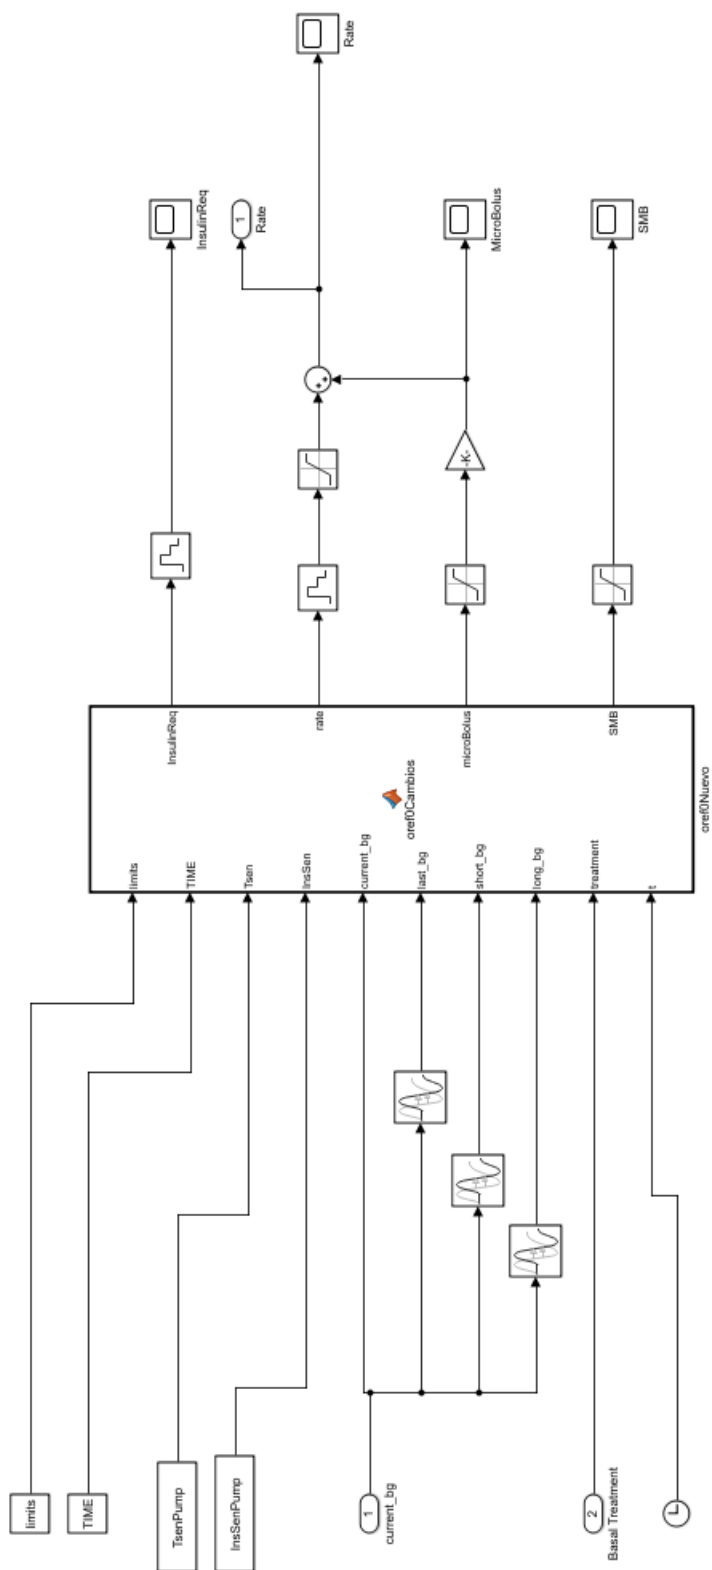 limits
TIME
TsenPump
InsSenPump
1
current_bg
2
Basal Treatment
limits
TIME
Tsen
InsSen
current_bg
last_bg
short_bg
long_bg
treatment
t
oref0Cambios
InsulinReq
rate
microBolus
SMB
oref0Nuevo
-K-
+
+
InsulinReq
1
Rate
Rate
MicroBolus
SMB